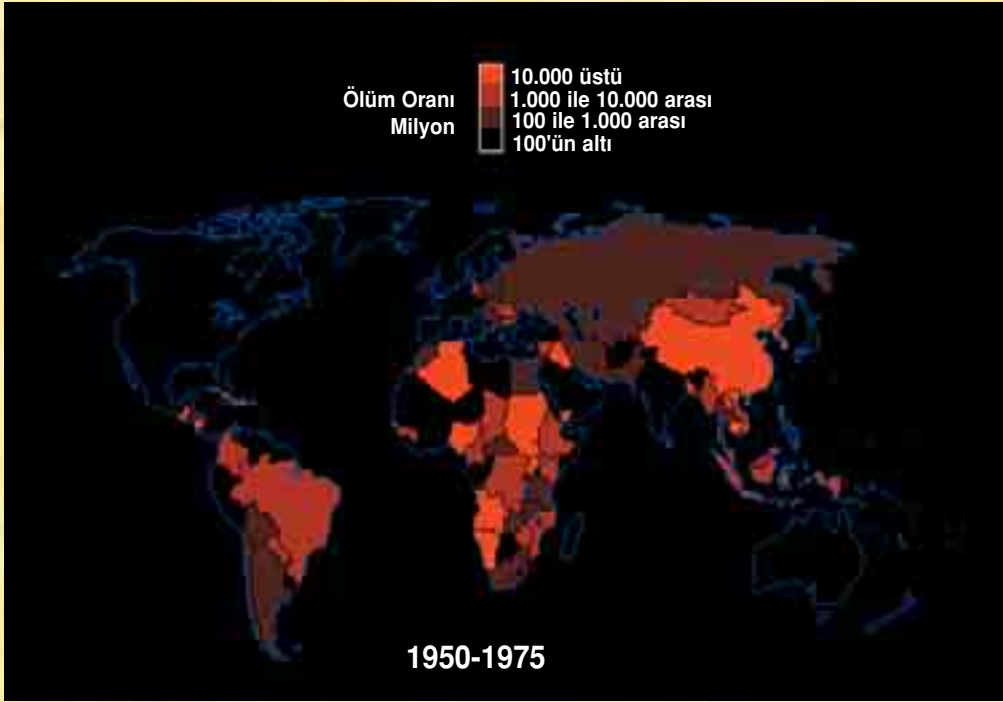 10.000 üstü
Ölüm Oranı
1.000 ile 10.000 arası
Milyon
100 ile 1.000 arası
100'ün altı
1950-1975